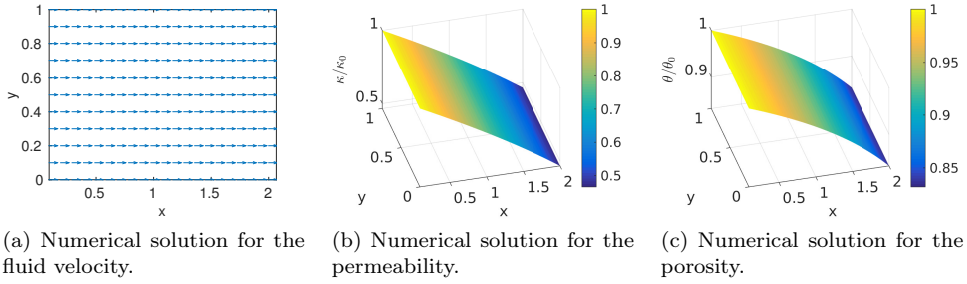 1
0.8
0.6
0.4
0.2
0
y
0.5
1
1.5
2
x
1
0.5
κ/κ0
1
0.5
0
y
0.5
1
1.5
2
x
1
0.9
0.8
0.7
0.6
0.5
1
0.9
θ/θ0
1
0.5
0
y
0.5
1
1.5
2
x
1
0.95
0.9
0.85
(a) Numerical solution for the
fluid velocity.
(b) Numerical solution for the
permeability.
(c) Numerical solution for the
porosity.